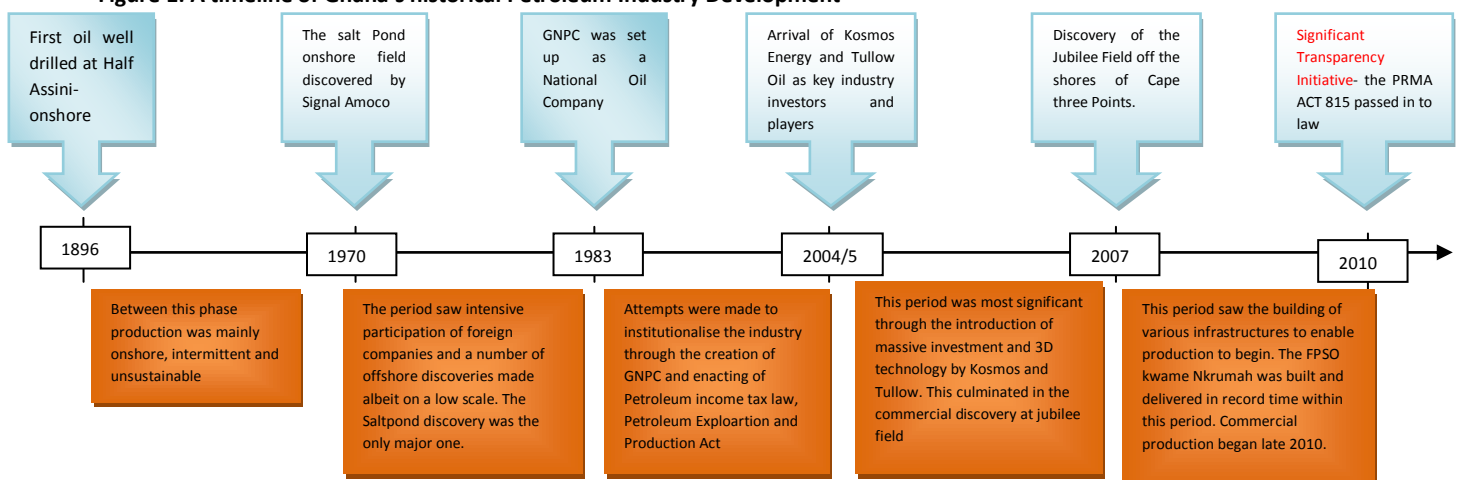 Figure 1: A timeline of Ghana's historical Petroleum Industry Development
First oil well
drilled at Half
Assini-
onshore
The salt Pond
onshore field
discovered by
Signal Amoco
GNPC was set
up as a
National Oil
Company
Arrival of Kosmos
Energy and Tullow
Oil as key industry
investors and
players
Discovery of the
Jubilee Field off the
shores of Cape
three Points.
Significant
Transparency
Initiative- the PRMA
ACT 815 passed in to
law
1896
1970
1983
2004/5
2007
2010
Between this phase
production was mainly
onshore, intermittent and
unsustainable
The period saw intensive
participation of foreign
companies and a number of
offshore discoveries made
albeit on a low scale. The
Saltpond discovery was the
only major one.
Attempts were made to
institutionalise the industry
through the creation of
GNPC and enacting of
Petroleum income tax law,
Petroleum Exploartion and
Production Act
This period was most significant
through the introduction of
massive investment and 3D
technology by Kosmos and
Tullow. This culminated in the
commercial discovery at jubilee
field
This period saw the building of
various infrastructures to enable
production to begin. The FPSO
kwame Nkrumah was built and
delivered in record time within
this period. Commercial
production began late 2010.